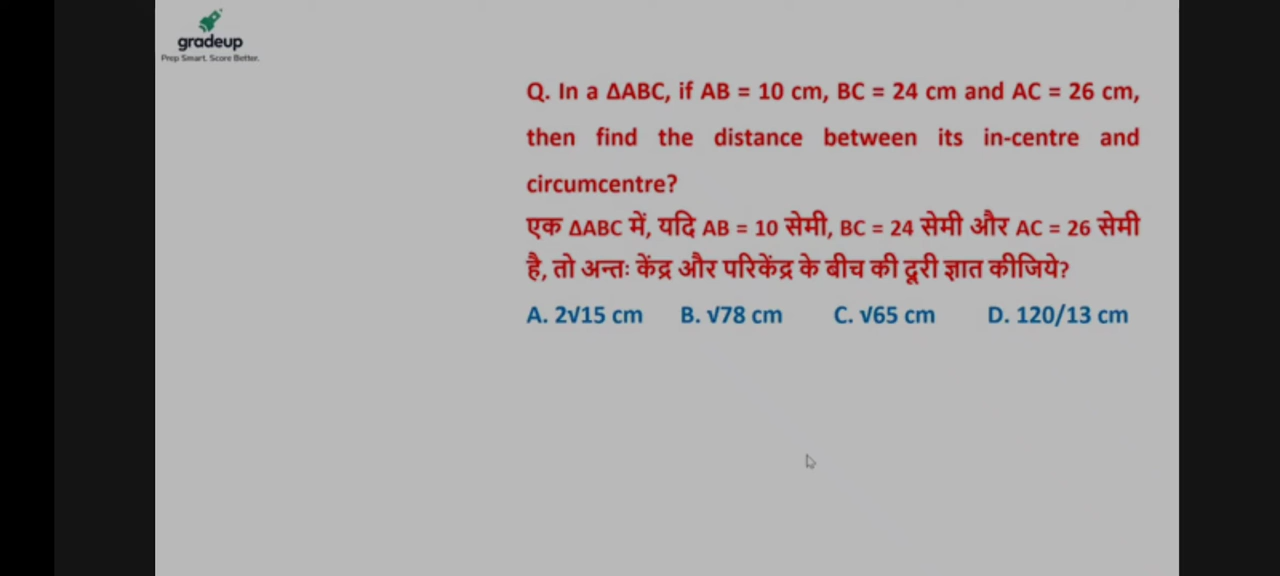 gradeup
Prep Smart. Score Better.
Q. In a ΔABC, if AB = 10 cm, BC = 24 cm and AC = 26 cm,
then find the distance between its in-centre and
circumcentre?
एक ΔABC में, यदि AB = 10 सेमी, BC = 24 सेमी और AC = 26 सेमी
है, तो अन्तः केंद्र और परिकेंद्र के बीच की दूरी ज्ञात कीजिये?
A. 2√15 cm B. √78 cm C. √65 cm D. 120/13 cm